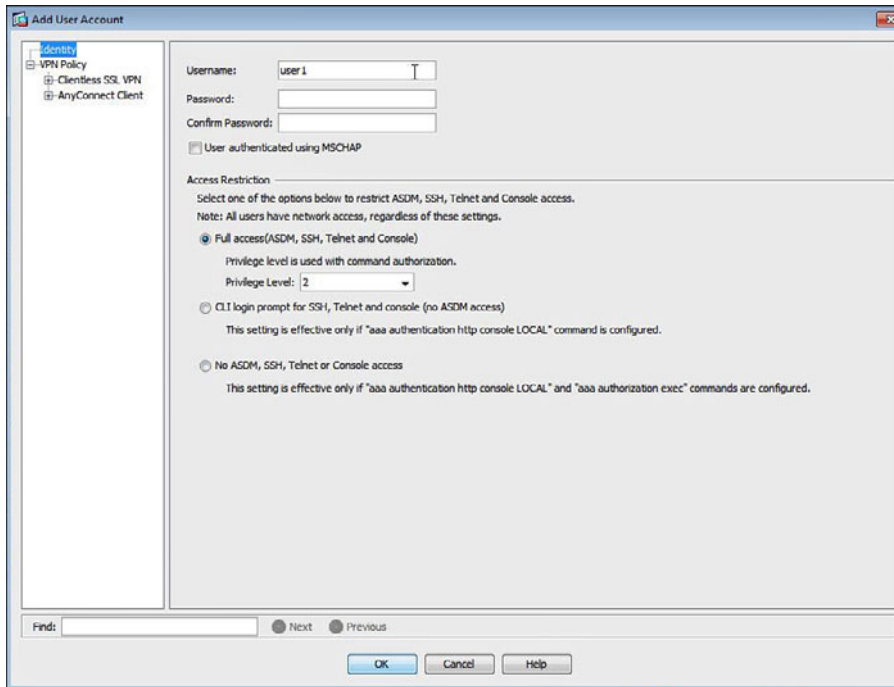 Add User Account
Identity
VPN Policy
Clientless SSL VPN
AnyConnect Client
Username: user1
Password:
Confirm Password:
User authenticated using MSCHAP
Access Restriction
Select one of the options below to restrict ASDM, SSH, Telnet and Console access.
Note: All users have network access, regardless of these settings.
Full access(ASDM, SSH, Telnet and Console)
Privilege level is used with command authorization.
Privilege Level: 2
CLI login prompt for SSH, Telnet and console (no ASDM access)
This setting is effective only if "aaa authentication http console LOCAL" command is configured.
No ASDM, SSH, Telnet or Console access
This setting is effective only if "aaa authentication http console LOCAL" and "aaa authorization exec" commands are configured.
Find: Next Previous
OK Cancel Help